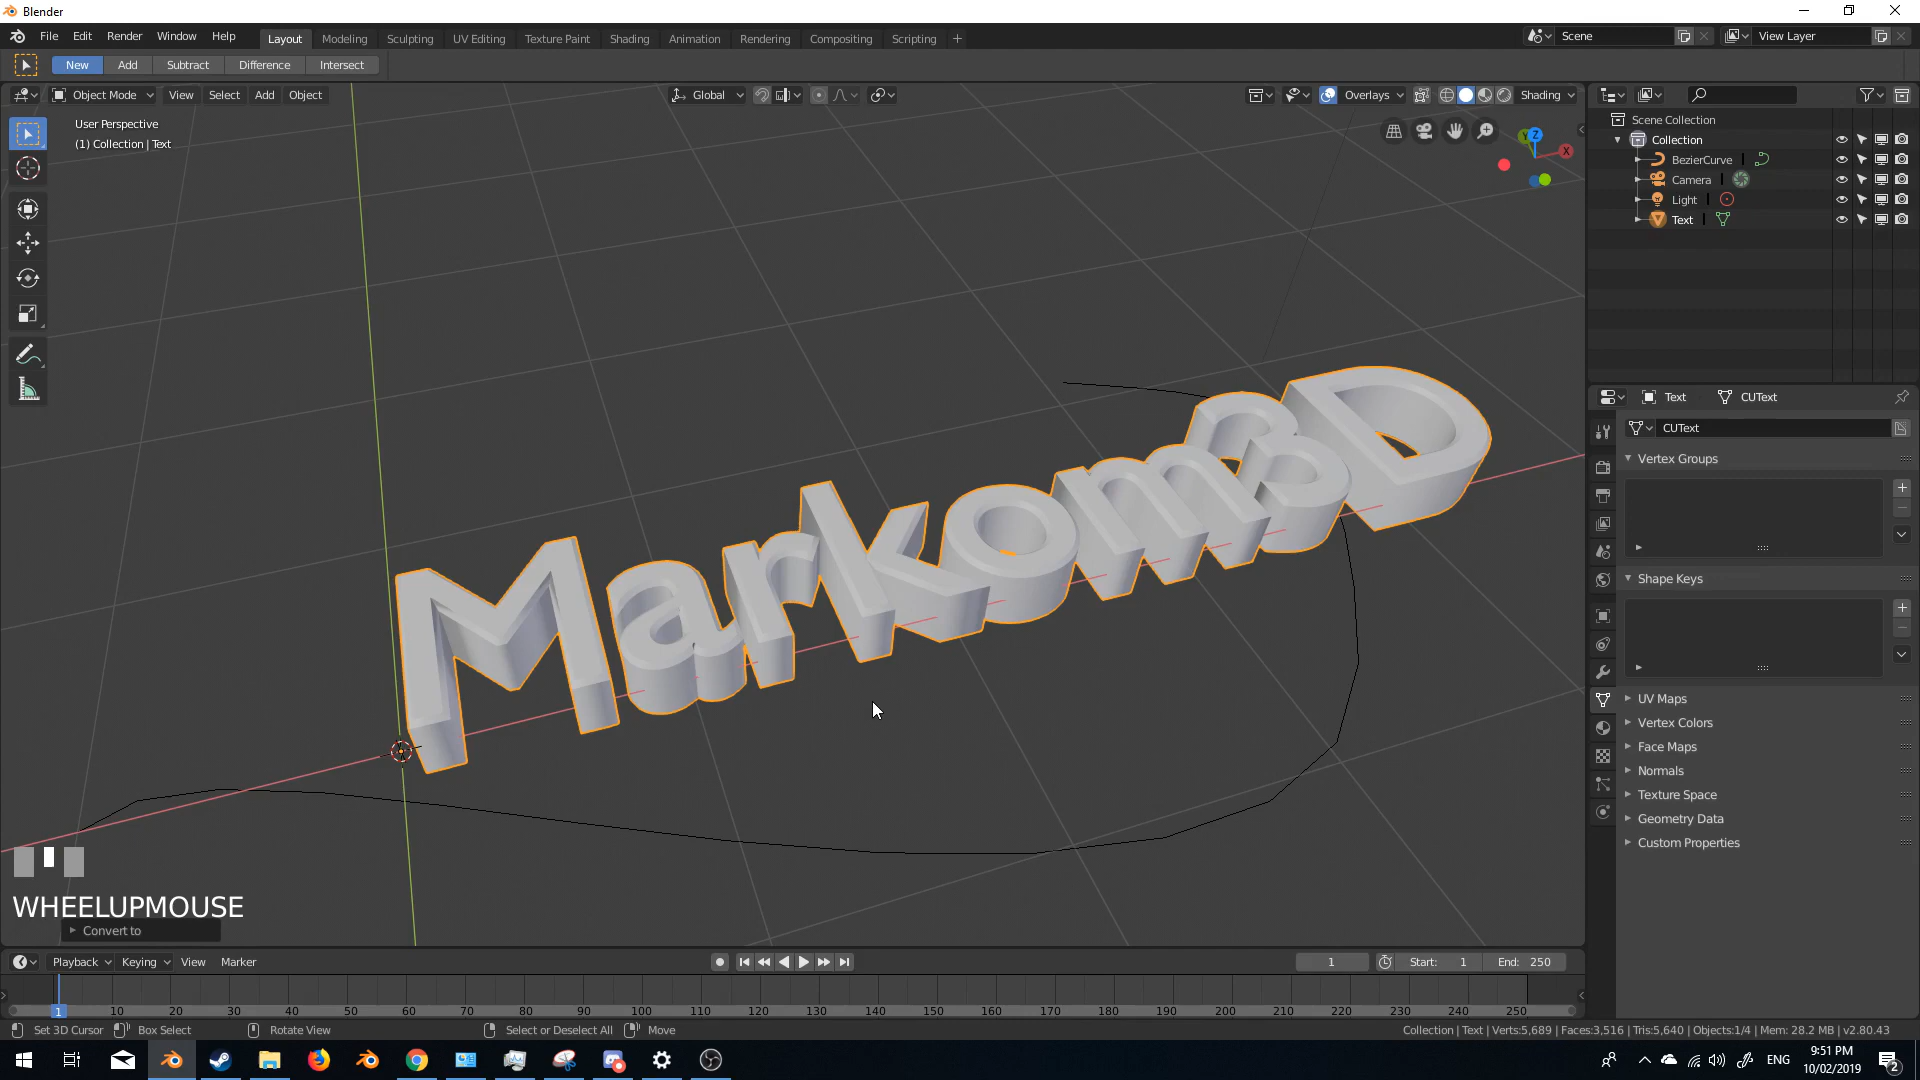 Blender
File Edit Render Window Help
Layout Modeling Sculpting UV Editing Texture Paint Shading Animation Rendering Compositing Scripting +
Scene
View Layer
New Add Subtract Difference Intersect
Object Mode View Select Add Object
Global
Overlays
Shading
User Perspective
(1) Collection | Text
Z
Y
X
Scene Collection
Collection
BezierCurve
Camera
Light
Text
Text CUText
CUText
Vertex Groups
Shape Keys
UV Maps
Vertex Colors
Face Maps
Normals
Texture Space
Geometry Data
Custom Properties
Markom3D
WHEELUPMOUSE
Convert to
Playback Keying View Marker
1
Start: 1
End: 250
1 10 20 30 40 50 60 70 80 90 100 110 120 130 140 150 160 170 180 190 200 210 220 230 240 250
Set 3D Cursor Box Select Rotate View Select or Deselect All Move
Collection | Text | Verts:5,689 | Faces:3,516 | Tris:5,640 | Objects:1/4 | Mem: 28.2 MB | v2.80.43
ENG
9:51 PM
10/02/2019
2